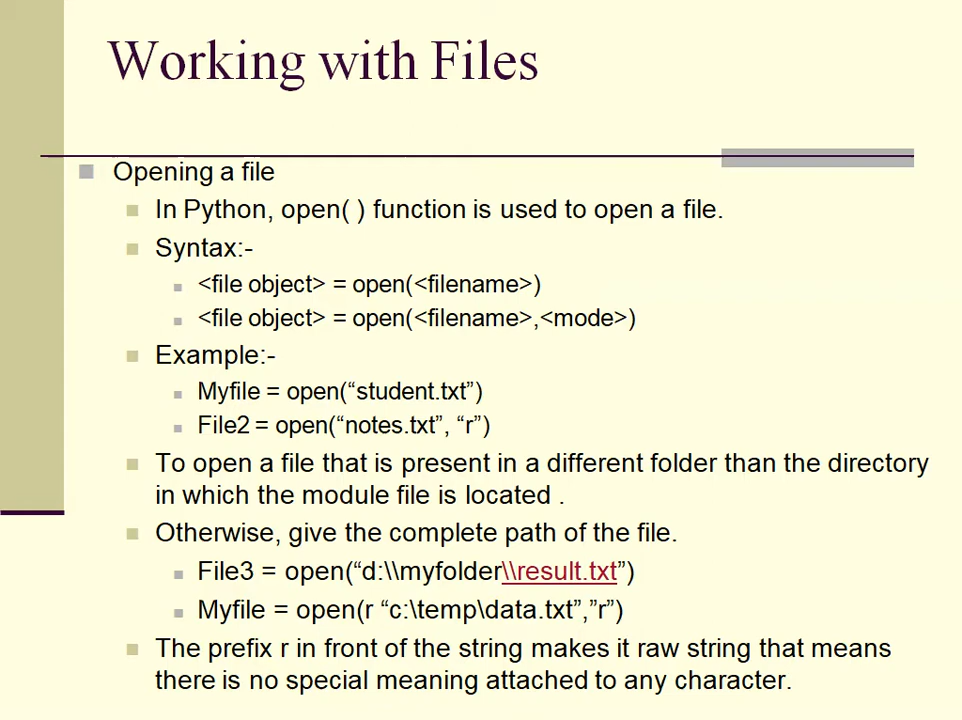 Working with Files
Opening a file
In Python, open( ) function is used to open a file.
Syntax:-
<file object> = open(<filename>)
<file object> = open(<filename>,<mode>)
Example:-
Myfile = open(“student.txt”)
File2 = open(“notes.txt”, “r”)
To open a file that is present in a different folder than the directory
in which the module file is located .
Otherwise, give the complete path of the file.
File3 = open(“d:\\myfolder\\result.txt”)
Myfile = open(r “c:\temp\data.txt”,”r”)
The prefix r in front of the string makes it raw string that means
there is no special meaning attached to any character.